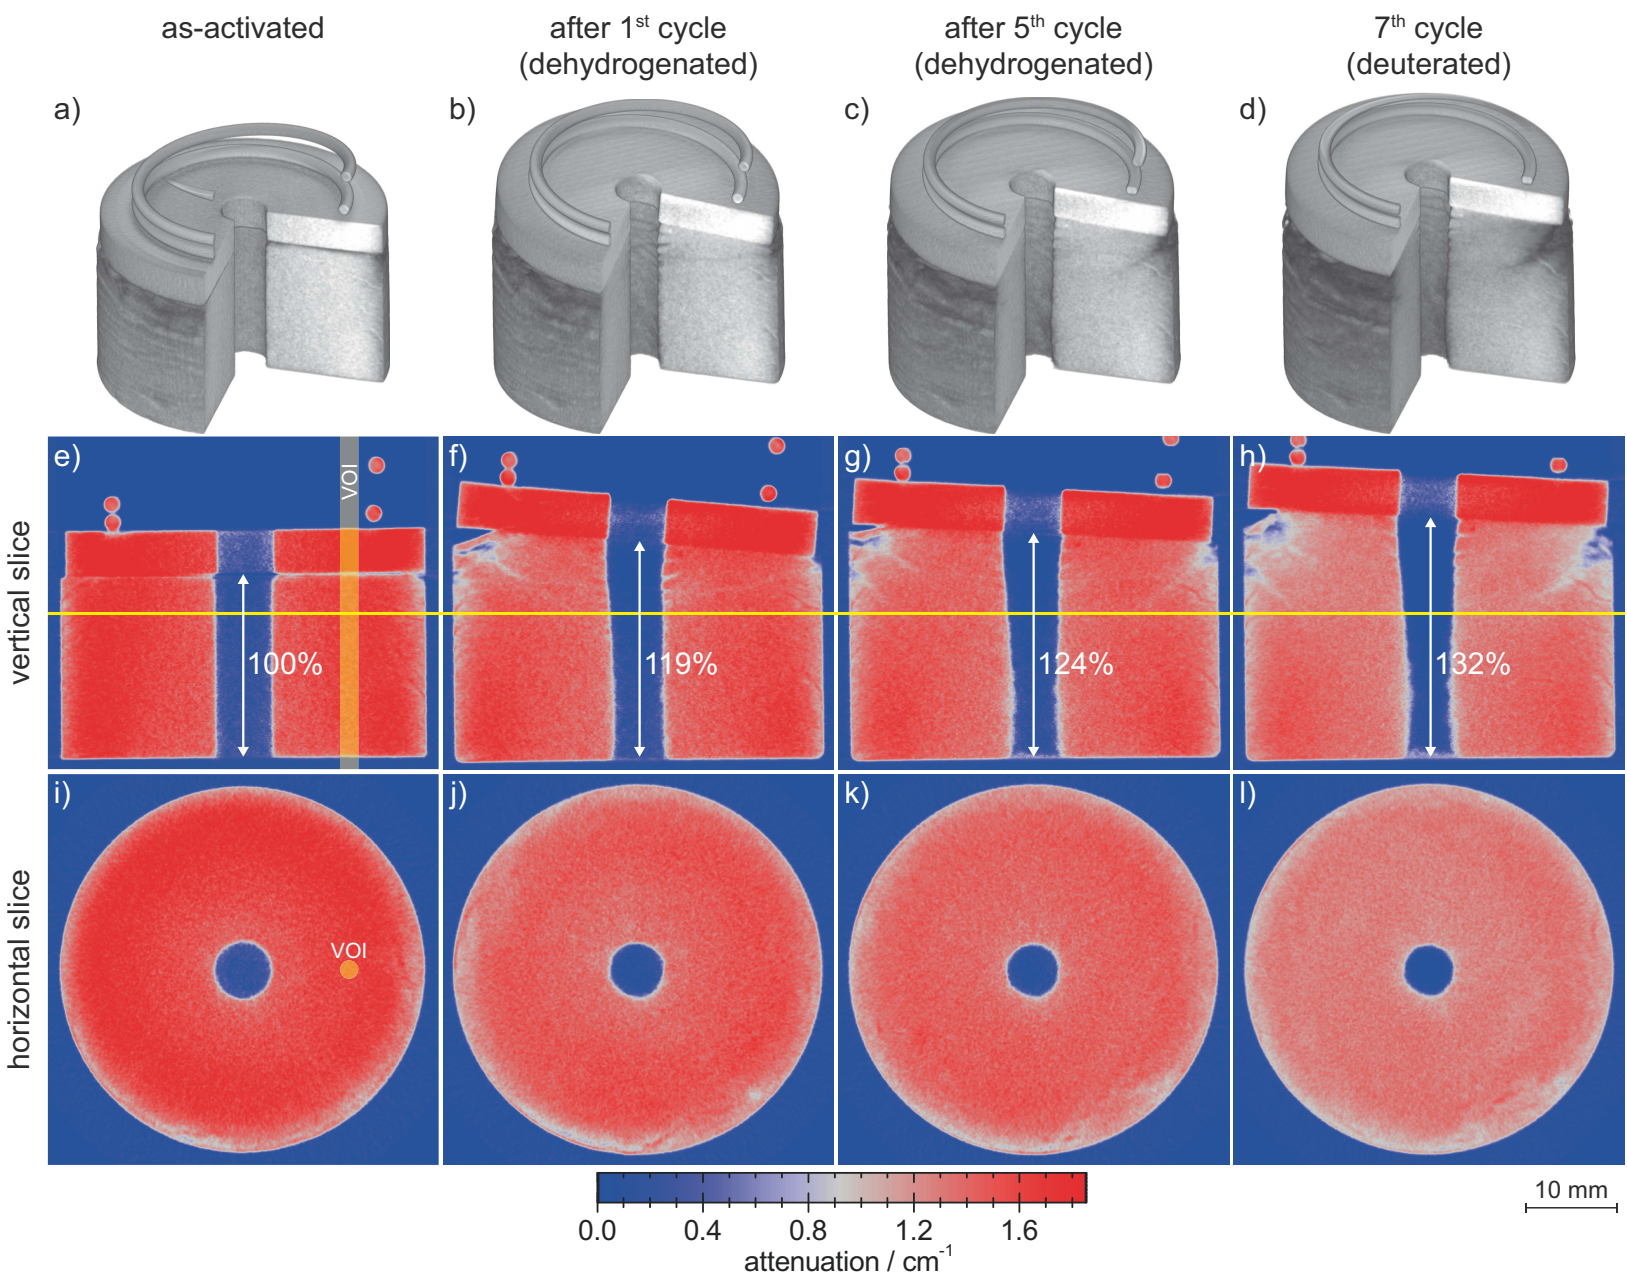 as-activated
after 1st cycle
(dehydrogenated)
after 5th cycle
(dehydrogenated)
7th cycle
(deuterated)
a)
b)
c)
d)
vertical slice
e)
VOI
100%
f)
119%
g)
124%
h)
132%
horizontal slice
i)
VOI
j)
k)
l)
0.0
0.4
0.8
1.2
1.6
attenuation / cm-1
10 mm